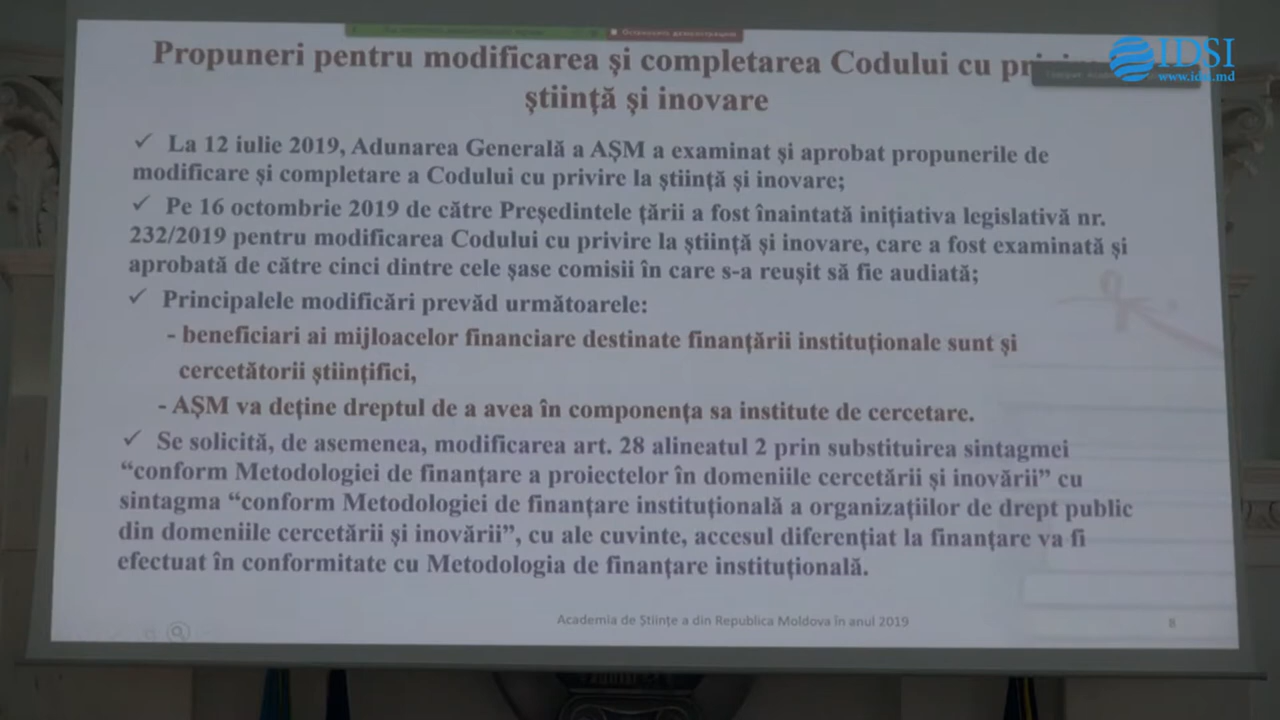 Propuneri pentru modificarea și completarea Codului cu
știință și inovare
IDSI
www.idsi.md
✓ La 12 iulie 2019, Adunarea Generală a AȘM a examinat și aprobat propunerile de
modificare și completare a Codului cu privire la știință și inovare;
✓ Pe 16 octombrie 2019 de către Președintele țării a fost înaintată inițiativa legislativă nr.
232/2019 pentru modificarea Codului cu privire la știință și inovare, care a fost examinată și
aprobată de către cinci dintre cele șase comisii în care s-a reușit să fie audiată;
✓ Principalele modificări prevăd următoarele:
- beneficiari ai mijloacelor financiare destinate finanțării instituționale sunt și
cercetătorii științifici,
- AȘM va deține dreptul de a avea în componența sa institute de cercetare.
✓ Se solicită, de asemenea, modificarea art. 28 alineatul 2 prin substituirea sintagmei
“conform Metodologiei de finanțare a proiectelor în domeniile cercetării și inovării” cu
sintagma “conform Metodologiei de finanțare instituțională a organizațiilor de drept public
din domeniile cercetării și inovării”, cu ale cuvinte, accesul diferențiat la finanțare va fi
efectuat în conformitate cu Metodologia de finanțare instituțională.
Academia de Științe a din Republica Moldova în anul 2019
8